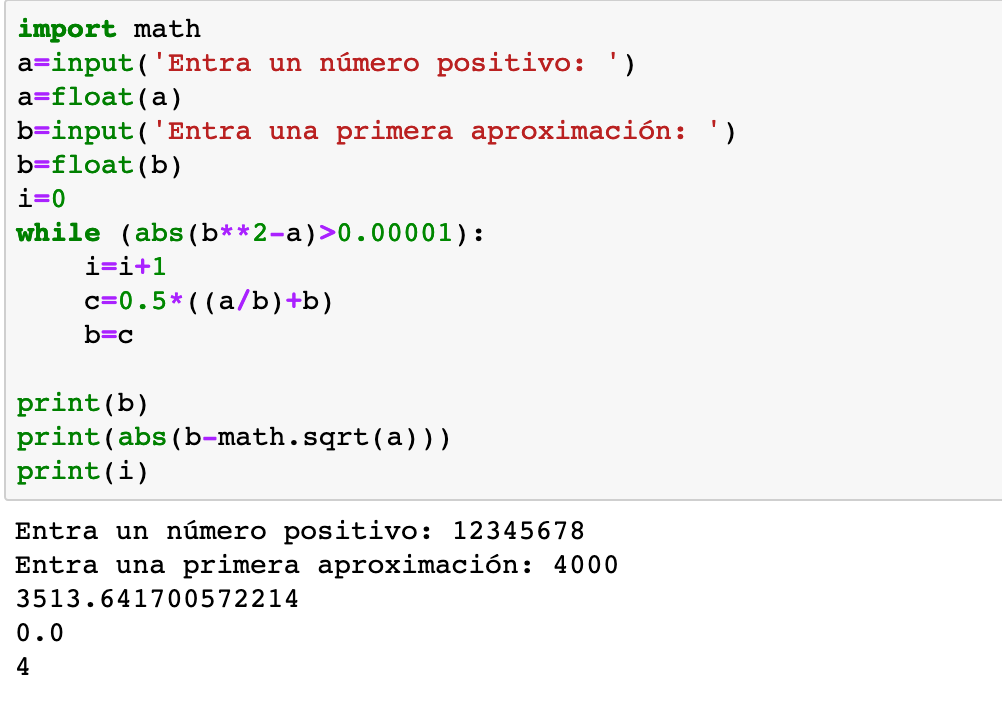 import math
a=input('Entra un número positivo: ')
a=float(a)
b=input('Entra una primera aproximación: ')
b=float(b)
i=0
while (abs(b**2-a)>0.00001):
    i=i+1
    c=0.5*((a/b)+b)
    b=c

print(b)
print(abs(b-math.sqrt(a)))
print(i)
Entra un número positivo: 12345678
Entra una primera aproximación: 4000
3513.641700572214
0.0
4